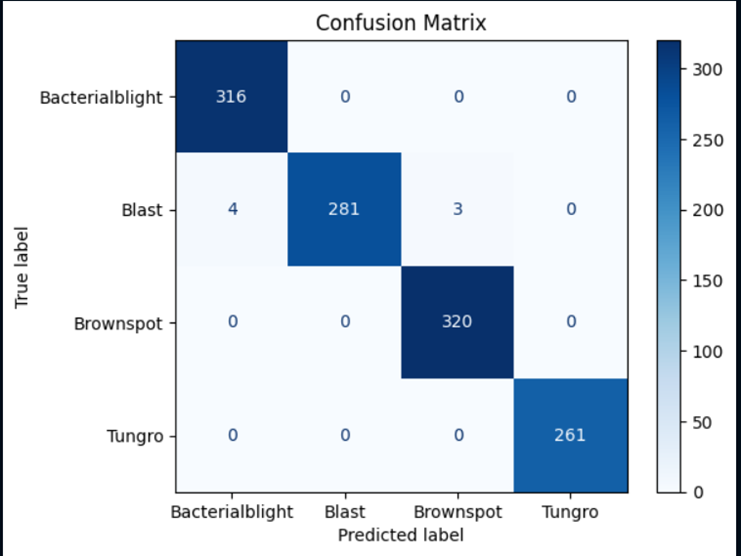 Confusion Matrix
True label
Bacterialblight 316 0 0 0
Blast 4 281 3 0
Brownspot 0 0 320 0
Tungro 0 0 0 261
Bacterialblight Blast Brownspot Tungro
Predicted label
300
250
200
150
100
50
0